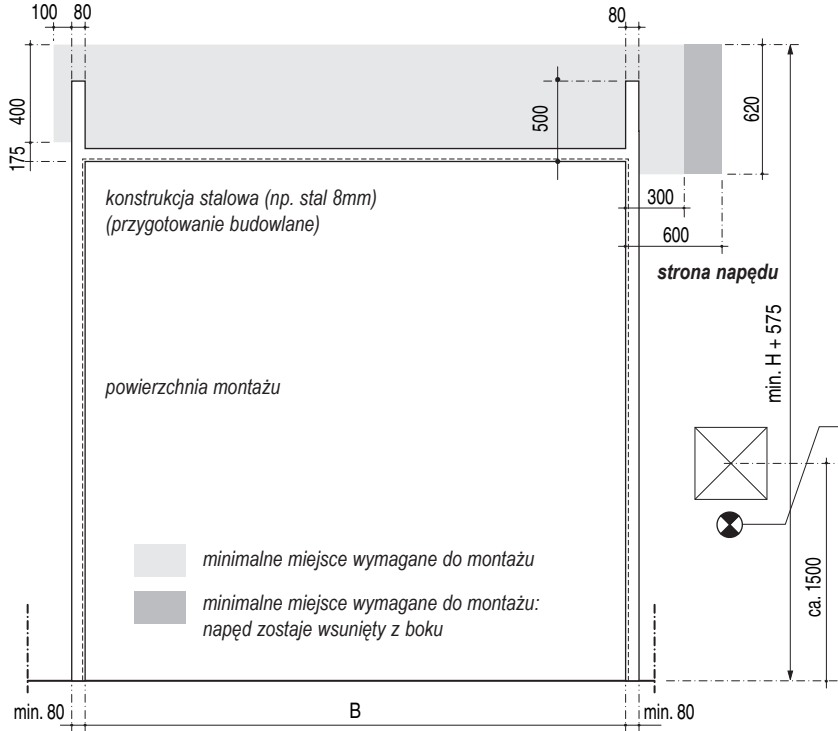 100 80
80
400
175
500
620
konstrukcja stalowa (np. stal 8mm)
(przygotowanie budowlane)
300
600
strona napędu
min. H + 575
powierzchnia montażu
minimalne miejsce wymagane do montażu
minimalne miejsce wymagane do montażu:
napęd zostaje wsunięty z boku
ca. 1500
min. 80
B
min. 80